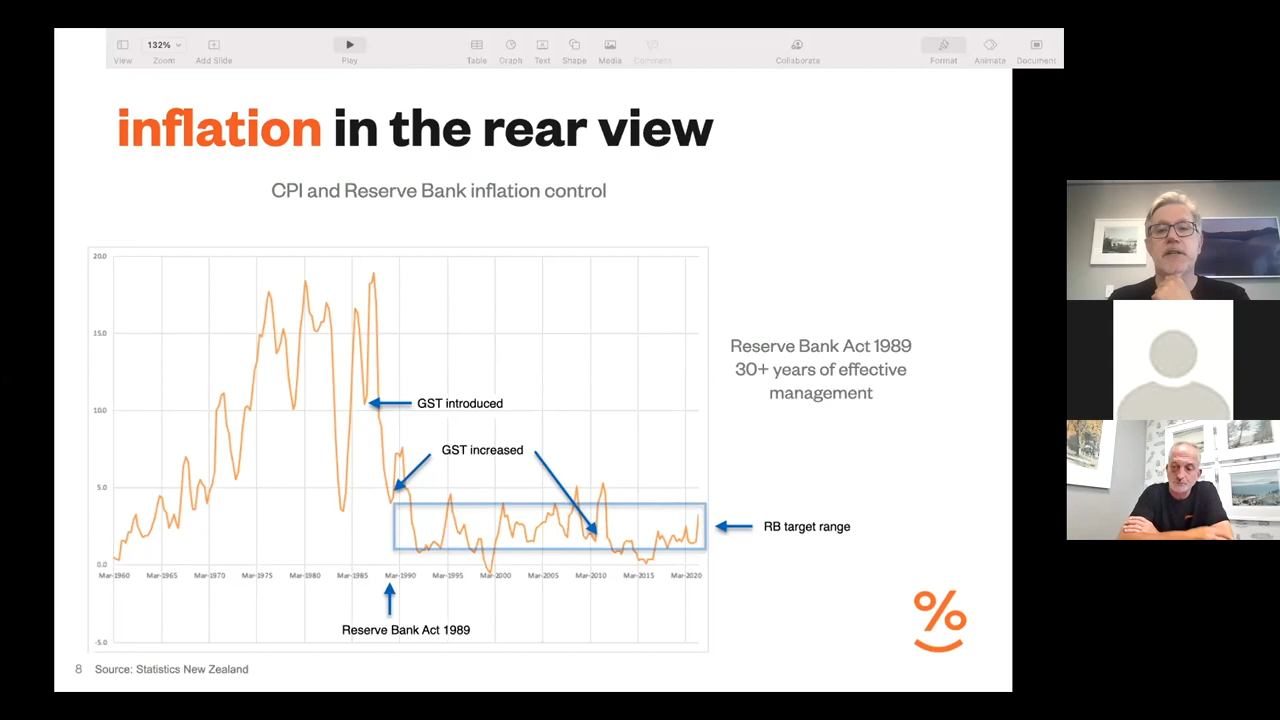 132%
View
Zoom
Add Slide
Play
Table
Graph
Text
Shape
Media
Comment
Collaborate
Format
Animate
Document
inflation in the rear view
CPI and Reserve Bank inflation control
20.0
15.0
10.0
5.0
0.0
-5.0
Mar-1960
Mar-1965
Mar-1970
Mar-1975
Mar-1980
Mar-1985
Mar-1990
Mar-1995
Mar-2000
Mar-2005
Mar-2010
Mar-2015
Mar-2020
GST introduced
GST increased
RB target range
Reserve Bank Act 1989
Reserve Bank Act 1989
30+ years of effective
management
%
8 Source: Statistics New Zealand